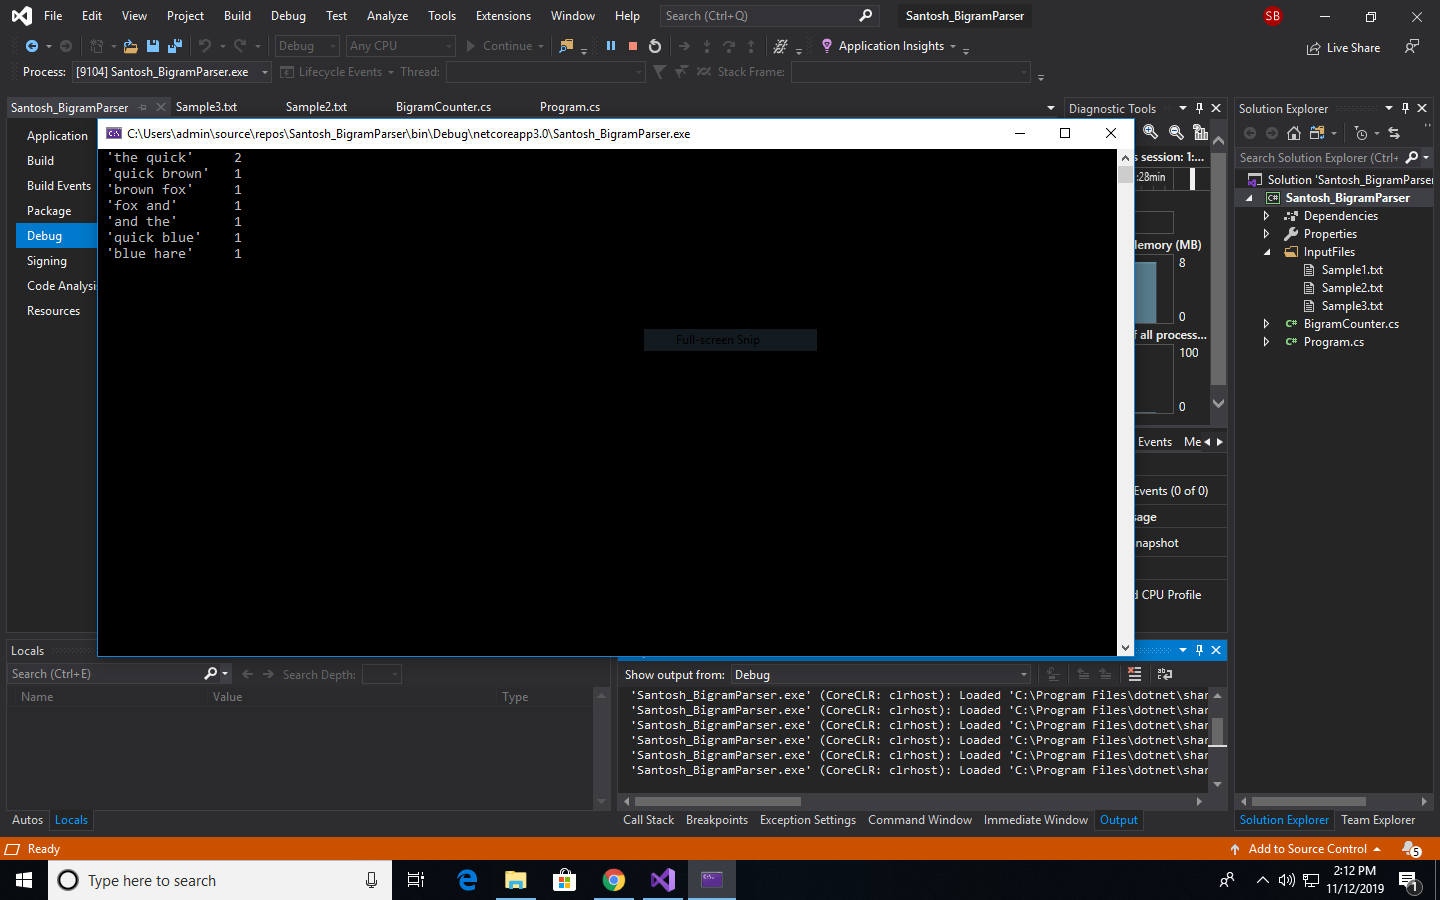 File Edit View Project Build Debug Test Analyze Tools Extensions Window Help Search (Ctrl+Q) Santosh_BigramParser SB
Debug Any CPU Continue Application Insights Live Share
Process: [9104] Santosh_BigramParser.exe Lifecycle Events Thread: Stack Frame:
Santosh_BigramParser Sample3.txt Sample2.txt BigramCounter.cs Program.cs
Application
Build
Build Events
Package
Debug
Signing
Code Analysi
Resources
C:\Users\admin\source\repos\Santosh_BigramParser\bin\Debug\netcoreapp3.0\Santosh_BigramParser.exe
'the quick' 2
'quick brown' 1
'brown fox' 1
'fox and' 1
'and the' 1
'quick blue' 1
'blue hare' 1
Full-screen Snip
Diagnostic Tools
s session: 1:...
:28min
lemory (MB)
8
0
f all process...
100
0
Events Me
Events (0 of 0)
sage
napshot
d CPU Profile
Solution Explorer
Search Solution Explorer (Ctrl+
Solution 'Santosh_BigramParser
Santosh_BigramParser
Dependencies
Properties
InputFiles
Sample1.txt
Sample2.txt
Sample3.txt
C# BigramCounter.cs
C# Program.cs
Locals
Search (Ctrl+E) Search Depth:
Name Value Type
Autos Locals
Show output from: Debug
'Santosh_BigramParser.exe' (CoreCLR: clrhost): Loaded 'C:\Program Files\dotnet\shar
'Santosh_BigramParser.exe' (CoreCLR: clrhost): Loaded 'C:\Program Files\dotnet\shar
'Santosh_BigramParser.exe' (CoreCLR: clrhost): Loaded 'C:\Program Files\dotnet\shar
'Santosh_BigramParser.exe' (CoreCLR: clrhost): Loaded 'C:\Program Files\dotnet\shar
'Santosh_BigramParser.exe' (CoreCLR: clrhost): Loaded 'C:\Program Files\dotnet\shar
'Santosh_BigramParser.exe' (CoreCLR: clrhost): Loaded 'C:\Program Files\dotnet\shar
Call Stack Breakpoints Exception Settings Command Window Immediate Window Output
Solution Explorer Team Explorer
Ready Add to Source Control 5
Type here to search
2:12 PM
11/12/2019
1